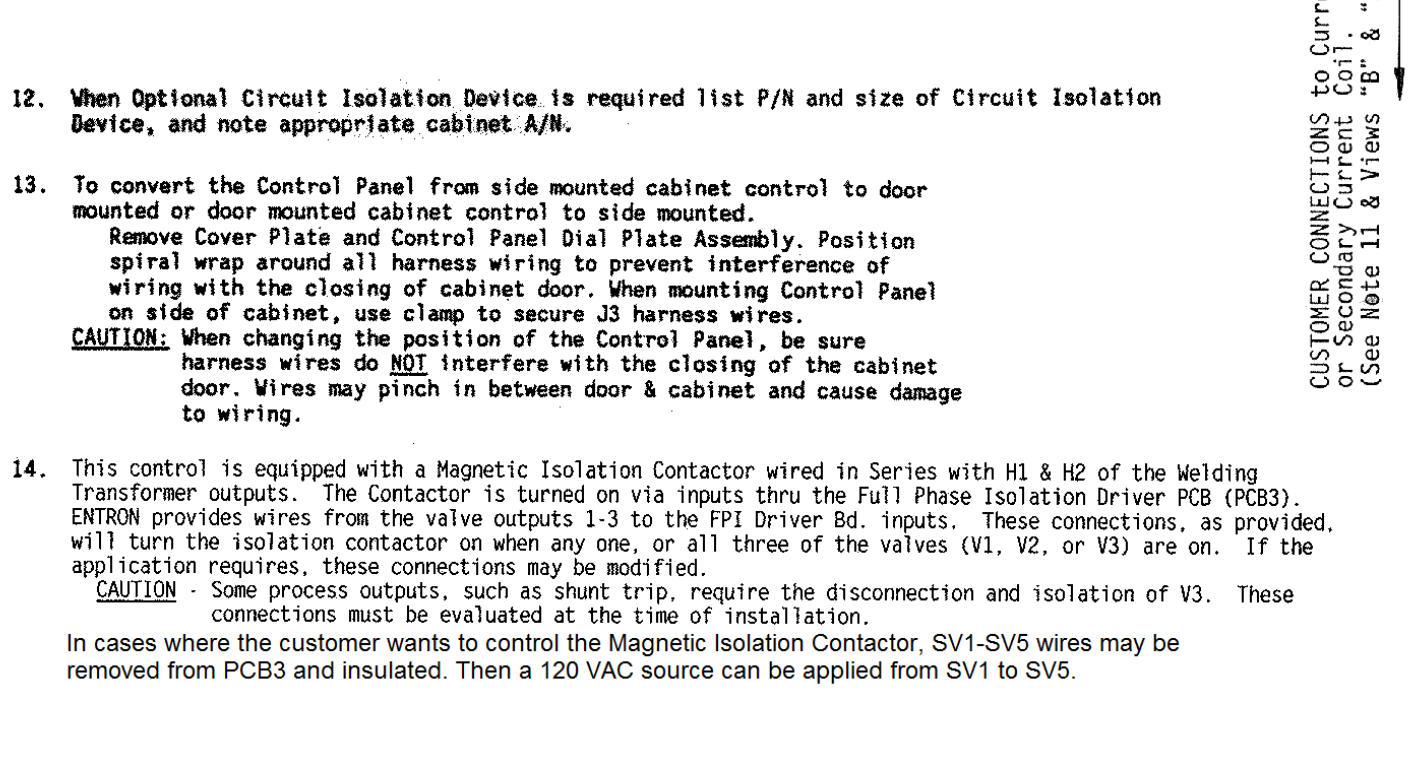 12. When Optional Circuit Isolation Device is required list P/N and size of Circuit Isolation
Device, and note appropriate cabinet A/N.
13. To convert the Control Panel from side mounted cabinet control to door
mounted or door mounted cabinet control to side mounted.
Remove Cover Plate and Control Panel Dial Plate Assembly. Position
spiral wrap around all harness wiring to prevent interference of
wiring with the closing of cabinet door. When mounting Control Panel
on side of cabinet, use clamp to secure J3 harness wires.
CAUTION: When changing the position of the Control Panel, be sure
harness wires do NOT interfere with the closing of the cabinet
door. Wires may pinch in between door & cabinet and cause damage
to wiring.
14. This control is equipped with a Magnetic Isolation Contactor wired in Series with H1 & H2 of the Welding
Transformer outputs. The Contactor is turned on via inputs thru the Full Phase Isolation Driver PCB (PCB3).
ENTRON provides wires from the valve outputs 1-3 to the FPI Driver Bd. inputs. These connections, as provided,
will turn the isolation contactor on when any one, or all three of the valves (V1, V2, or V3) are on. If the
application requires, these connections may be modified.
CAUTION - Some process outputs, such as shunt trip, require the disconnection and isolation of V3. These
connections must be evaluated at the time of installation.
In cases where the customer wants to control the Magnetic Isolation Contactor, SV1-SV5 wires may be
removed from PCB3 and insulated. Then a 120 VAC source can be applied from SV1 to SV5.
CUSTOMER CONNECTIONS to
or Secondary Current Coil.
(See Note 11 & Views "B" &